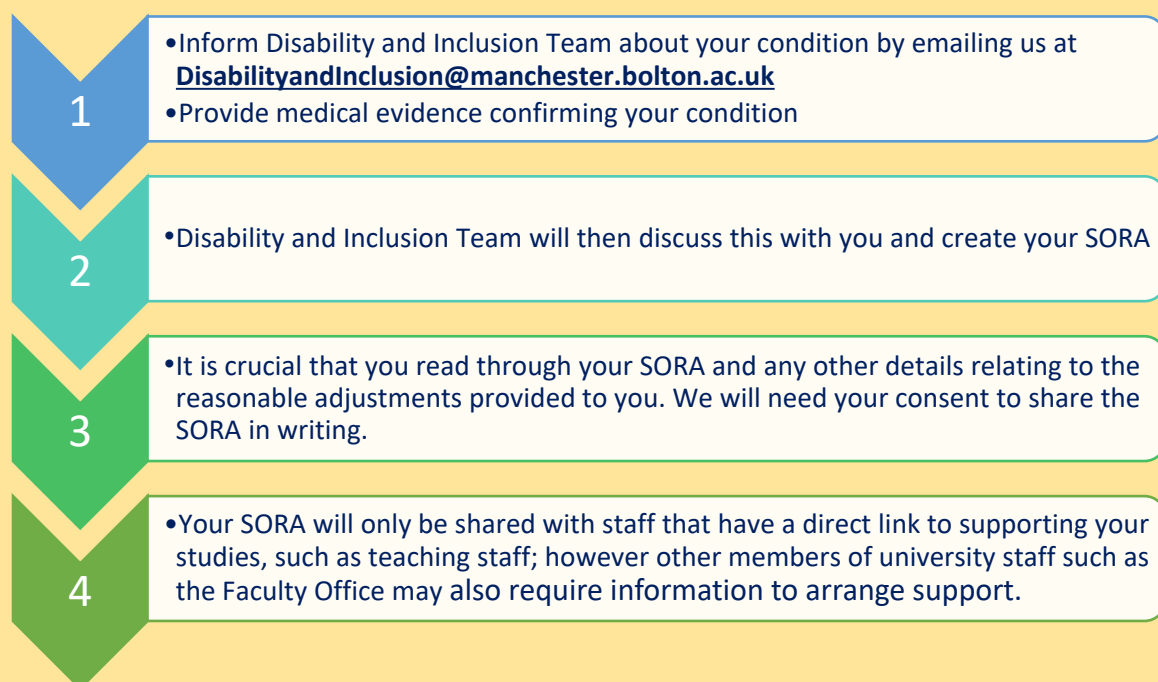 1
•Inform Disability and Inclusion Team about your condition by emailing us at
DisabilityandInclusion@manchester.bolton.ac.uk
•Provide medical evidence confirming your condition
2
•Disability and Inclusion Team will then discuss this with you and create your SORA
3
•It is crucial that you read through your SORA and any other details relating to the
reasonable adjustments provided to you. We will need your consent to share the
SORA in writing.
4
•Your SORA will only be shared with staff that have a direct link to supporting your
studies, such as teaching staff; however other members of university staff such as
the Faculty Office may also require information to arrange support.